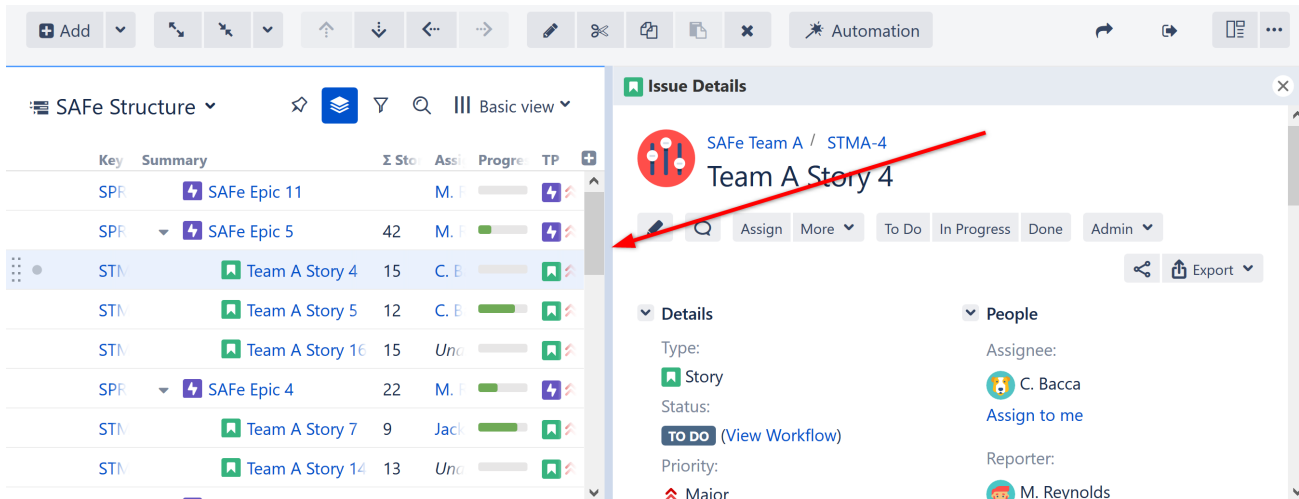 Add
Automation
SAFe Structure
Basic view
Key Summary Σ Sto Assi Progre TP
SPR SAFe Epic 11 M.
SPR SAFe Epic 5 42 M.
STM Team A Story 4 15 C. B
STM Team A Story 5 12 C. B
STM Team A Story 16 15 Una
SPR SAFe Epic 4 22 M.
STM Team A Story 7 9 Jac
STM Team A Story 14 13 Una
Issue Details
SAFe Team A / STMA-4
Team A Story 4
Assign More To Do In Progress Done Admin
Export
Details
Type:
Story
Status:
TO DO (View Workflow)
Priority:
Major
People
Assignee:
C. Bacca
Assign to me
Reporter:
M. Reynolds